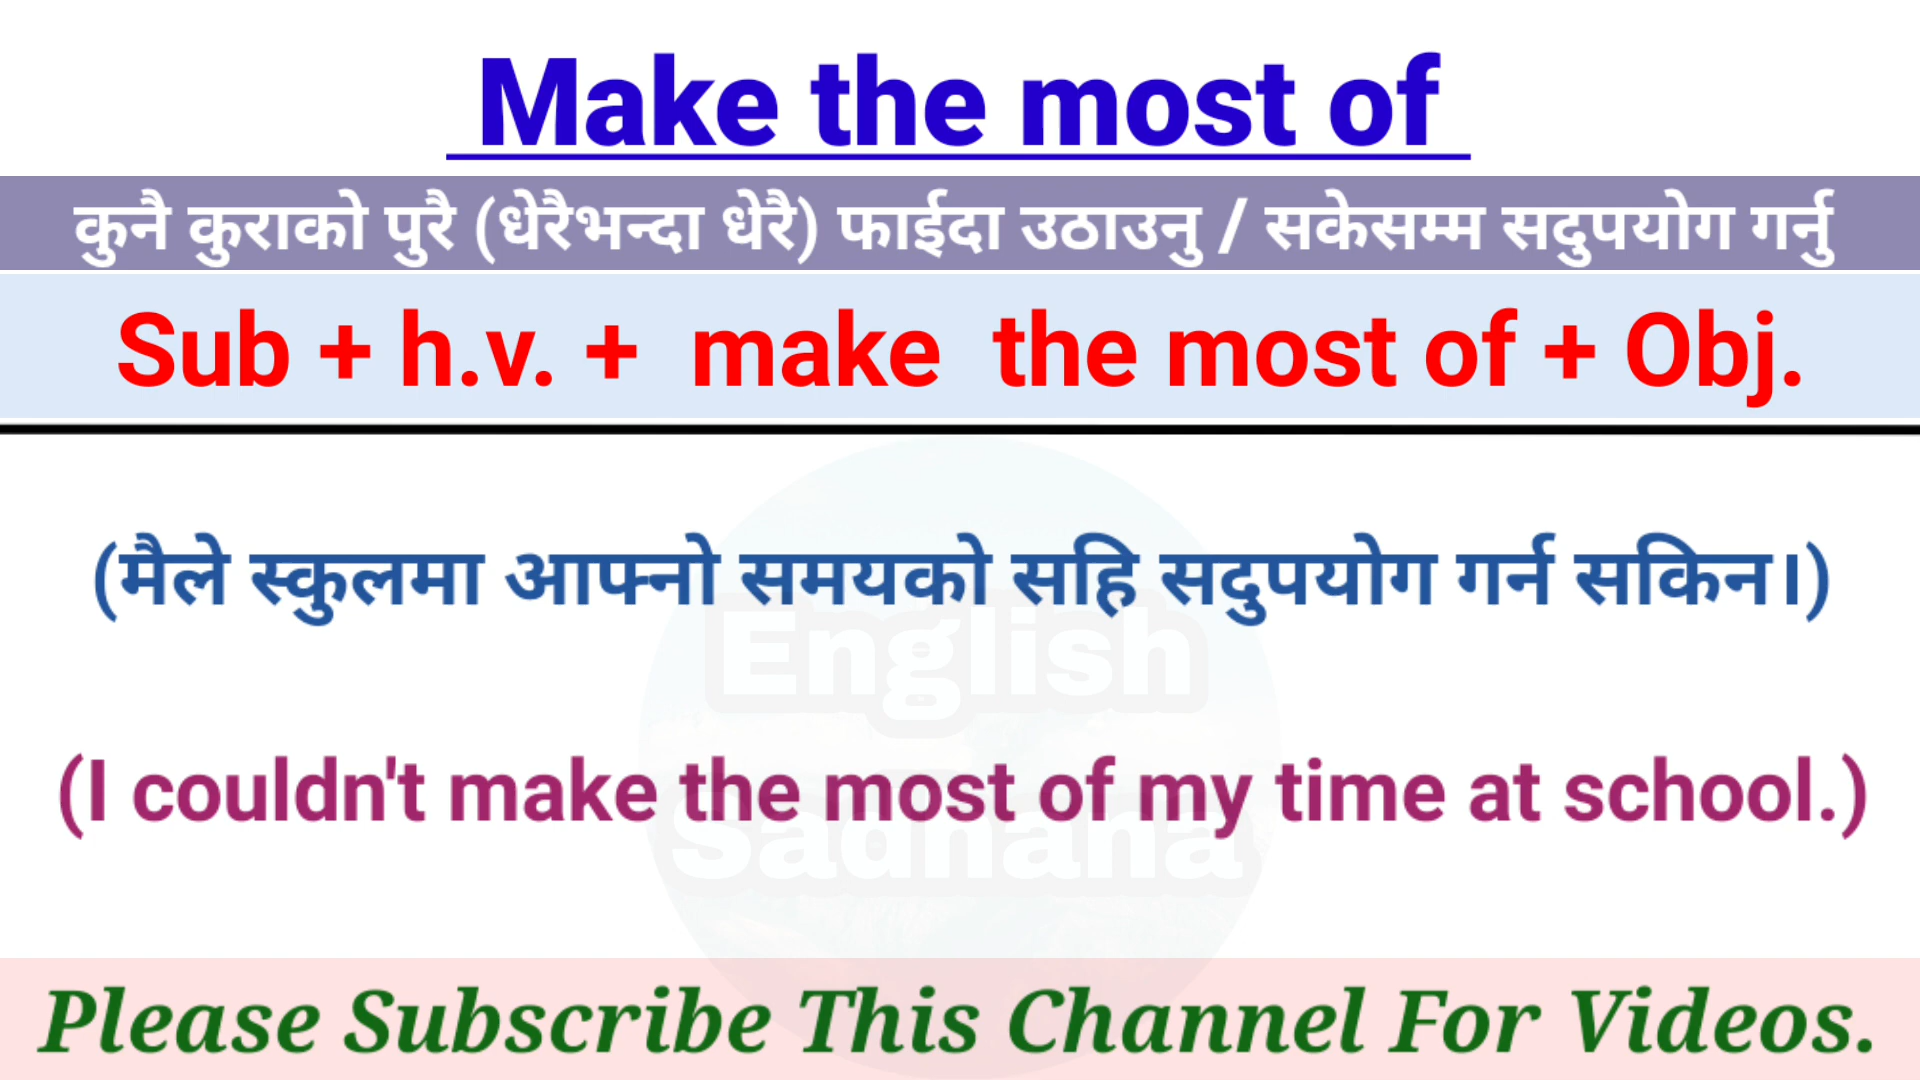 Make the most of
कुनै कुराको पुरै (धेरैभन्दा धेरै) फाईदा उठाउनु / सकेसम्म सदुपयोग गर्नु
Sub + h.v. + make the most of + Obj.
(मैले स्कुलमा आफ्नो समयको सहि सदुपयोग गर्न सकिन।)
English
(I couldn't make the most of my time at school.)
Sadhana
Please Subscribe This Channel For Videos.